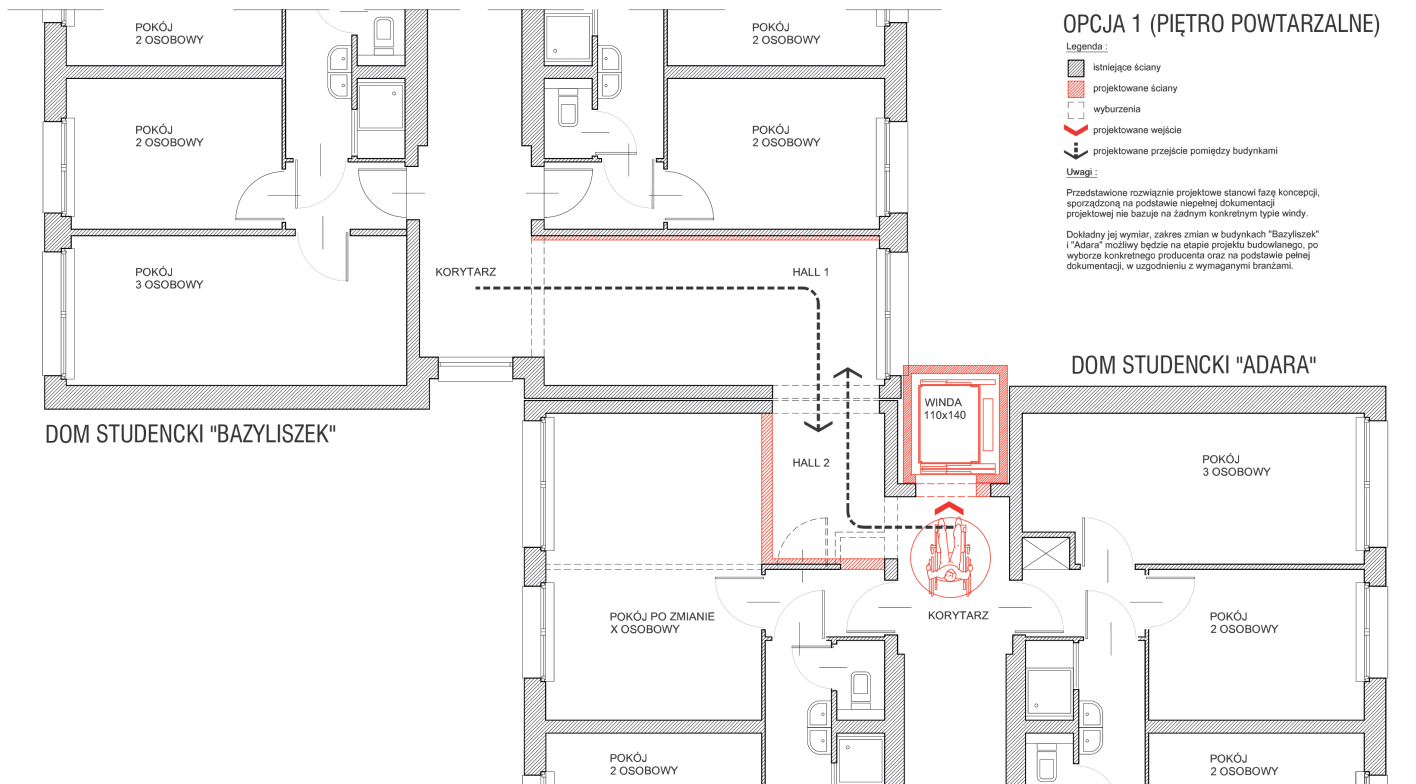 OPCJA 1 (PIĘTRO POWTARZALNE)
Legenda :
istniejące ściany
projektowane ściany
wyburzenia
projektowane wejście
projektowane przejście pomiędzy budynkami
Uwagi :
Przedstawione rozwiąznie projektowe stanowi fazę koncepcji,
sporządzoną na podstawie niepełnej dokumentacji
projektowej nie bazuje na żadnym konkretnym typie windy.
Dokładny jej wymiar, zakres zmian w budynkach "Bazyliszek"
i "Adara" możliwy będzie na etapie projektu budowlanego, po
wyborze konkretnego producenta oraz na podstawie pełnej
dokumentacji, w uzgodnieniu z wymaganymi branżami.
POKÓJ
2 OSOBOWY
POKÓJ
2 OSOBOWY
POKÓJ
2 OSOBOWY
POKÓJ
2 OSOBOWY
POKÓJ
3 OSOBOWY
KORYTARZ
HALL 1
DOM STUDENCKI "BAZYLISZEK"
DOM STUDENCKI "ADARA"
WINDA
110x140
HALL 2
POKÓJ
3 OSOBOWY
POKÓJ PO ZMIANIE
X OSOBOWY
KORYTARZ
POKÓJ
2 OSOBOWY
POKÓJ
2 OSOBOWY
POKÓJ
2 OSOBOWY